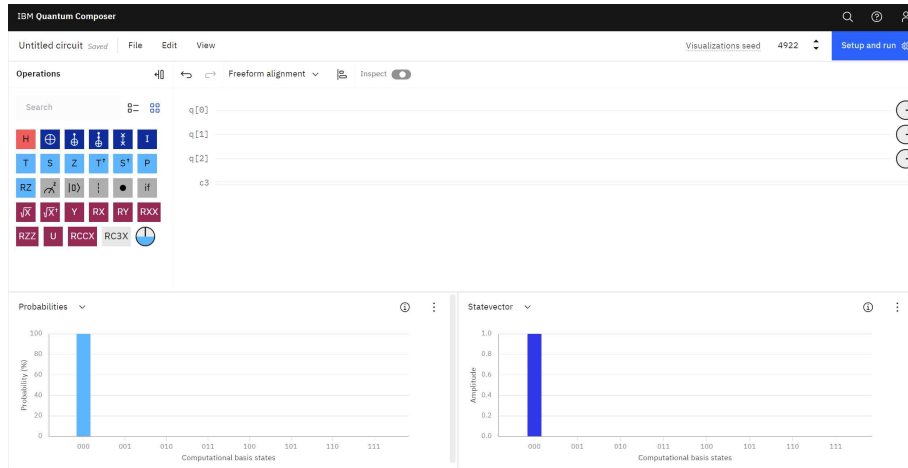 IBM Quantum Composer
Untitled circuit Saved File Edit View Visualizations seed 4922 Setup and run
Operations Freeform alignment Inspect
Search
q[0]
q[1]
q[2]
c3
H I
T S Z T† S† P
RZ z |0⟩ if
√X √X† Y RX RY RXX
RZZ U RCCX RC3X
Probabilities
Probability (%)
100
80
60
40
20
0
000 001 010 011 100 101 110 111
Computational basis states
Statevector
Amplitude
1.0
0.8
0.6
0.4
0.2
0.0
000 001 010 011 100 101 110 111
Computational basis states